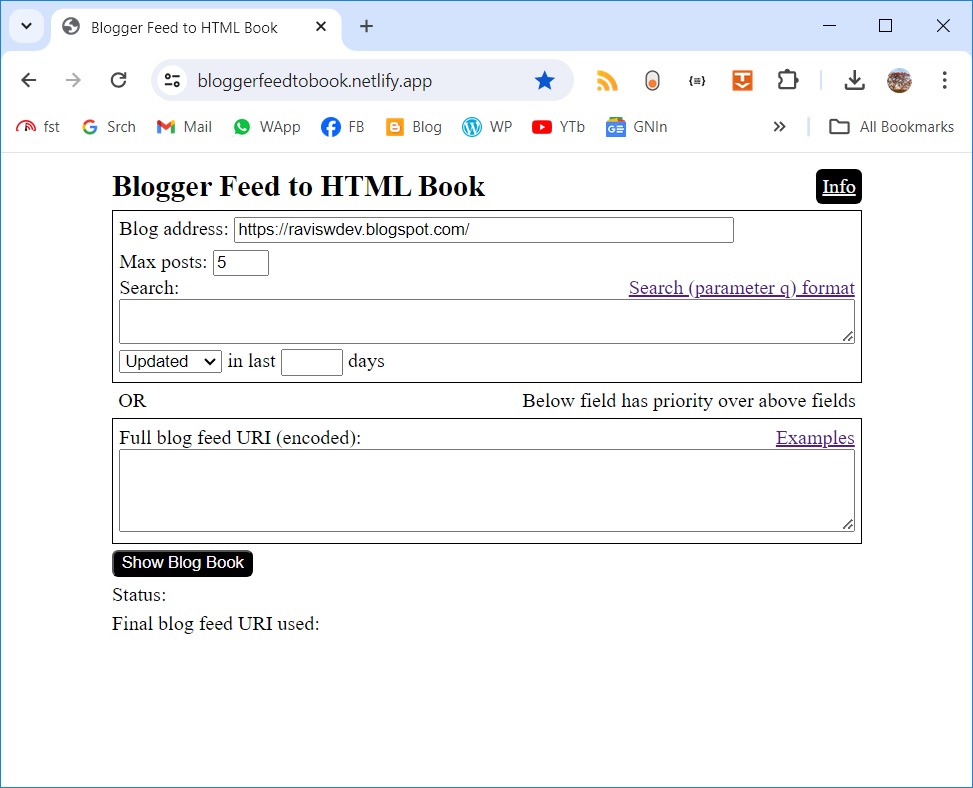 Blogger Feed to HTML Book
bloggerfeedtobook.netlify.app
fst Srch Mail WApp FB Blog WP YTb GNIn All Bookmarks
Blogger Feed to HTML Book Info
Blog address: https://raviswdev.blogspot.com/
Max posts: 5
Search: Search (parameter q) format
Updated in last days
OR Below field has priority over above fields
Full blog feed URI (encoded): Examples
Show Blog Book
Status:
Final blog feed URI used: